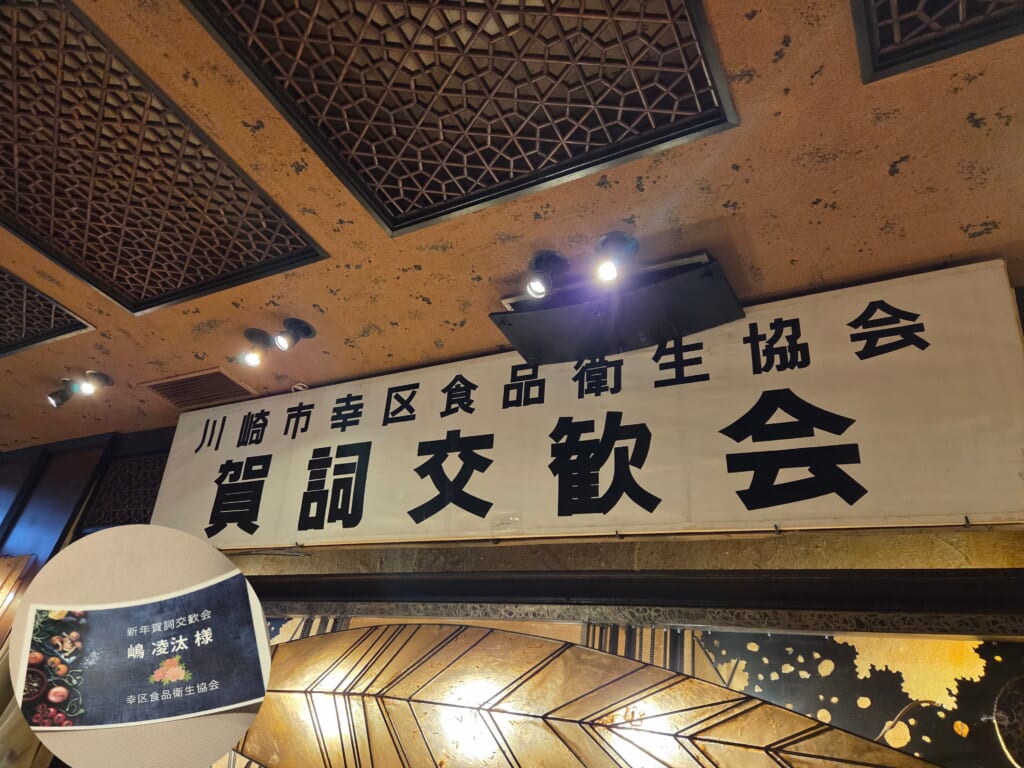 川崎市幸区食品衛生協会
賀詞交歓会
新年賀詞交歓会
嶋 凌汰 様
幸区食品衛生協会